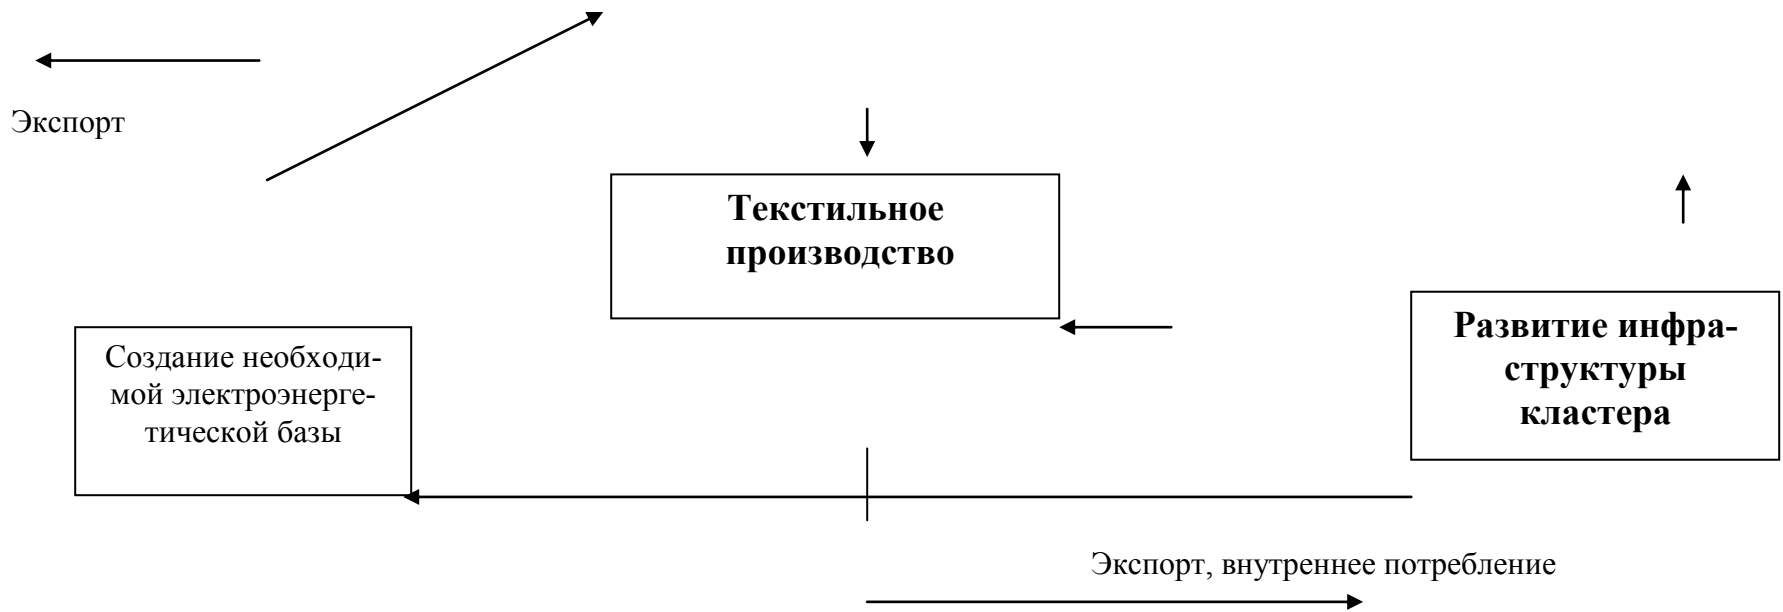 Экспорт
Текстильное
производство
Создание необходи-
мой электроэнерге-
тической базы
Развитие инфра-
структуры
кластера
Экспорт, внутреннее потребление